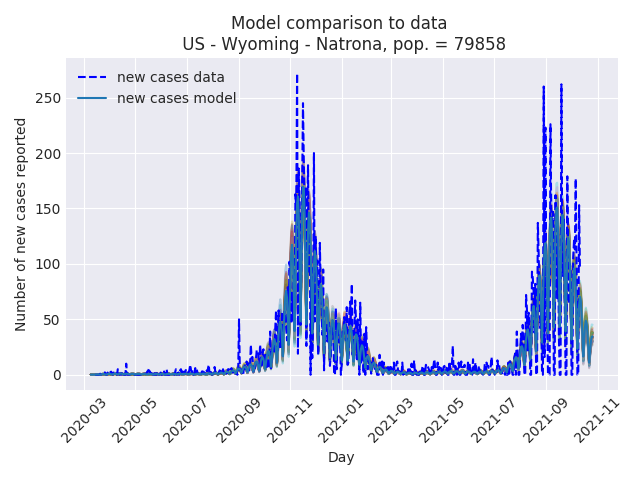 Model comparison to data
US - Wyoming - Natrona, pop. = 79858
new cases data
new cases model
Number of new cases reported
250
200
150
100
50
0
2020-03
2020-05
2020-07
2020-09
2020-11
2021-01
2021-03
2021-05
2021-07
2021-09
2021-11
Day